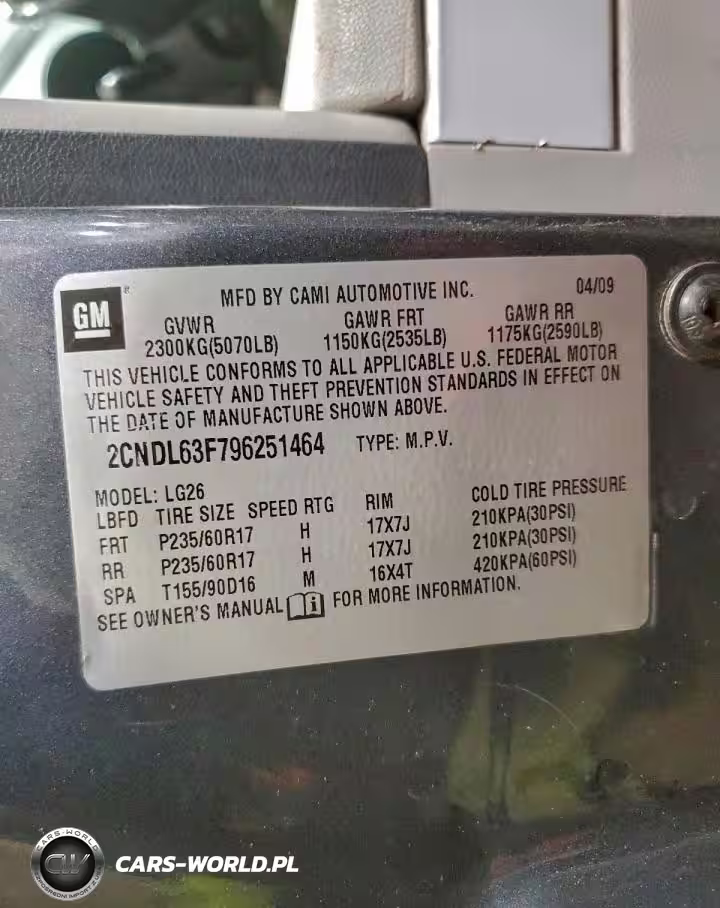 GM
MFD BY CAMI AUTOMOTIVE INC. 04/09
GVWR GAWR FRT GAWR RR
2300KG(5070LB) 1150KG(2535LB) 1175KG(2590LB)
THIS VEHICLE CONFORMS TO ALL APPLICABLE U.S. FEDERAL MOTOR
VEHICLE SAFETY AND THEFT PREVENTION STANDARDS IN EFFECT ON
THE DATE OF MANUFACTURE SHOWN ABOVE.
2CNDL63F796251464 TYPE: M.P.V.
MODEL: LG26
LBFD TIRE SIZE SPEED RTG RIM COLD TIRE PRESSURE
FRT P235/60R17 H 17X7J 210KPA(30PSI)
RR P235/60R17 H 17X7J 210KPA(30PSI)
SPA T155/90D16 M 16X4T 420KPA(60PSI)
SEE OWNER'S MANUAL FOR MORE INFORMATION.
CARS-WORLD
CW
CARS-WORLD.PL